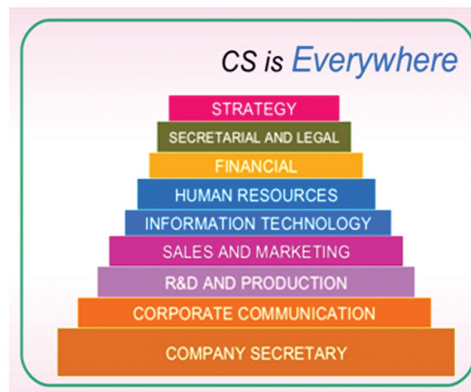 CS is Everywhere
STRATEGY
SECRETARIAL AND LEGAL
FINANCIAL
HUMAN RESOURCES
INFORMATION TECHNOLOGY
SALES AND MARKETING
R&D AND PRODUCTION
CORPORATE COMMUNICATION
COMPANY SECRETARY